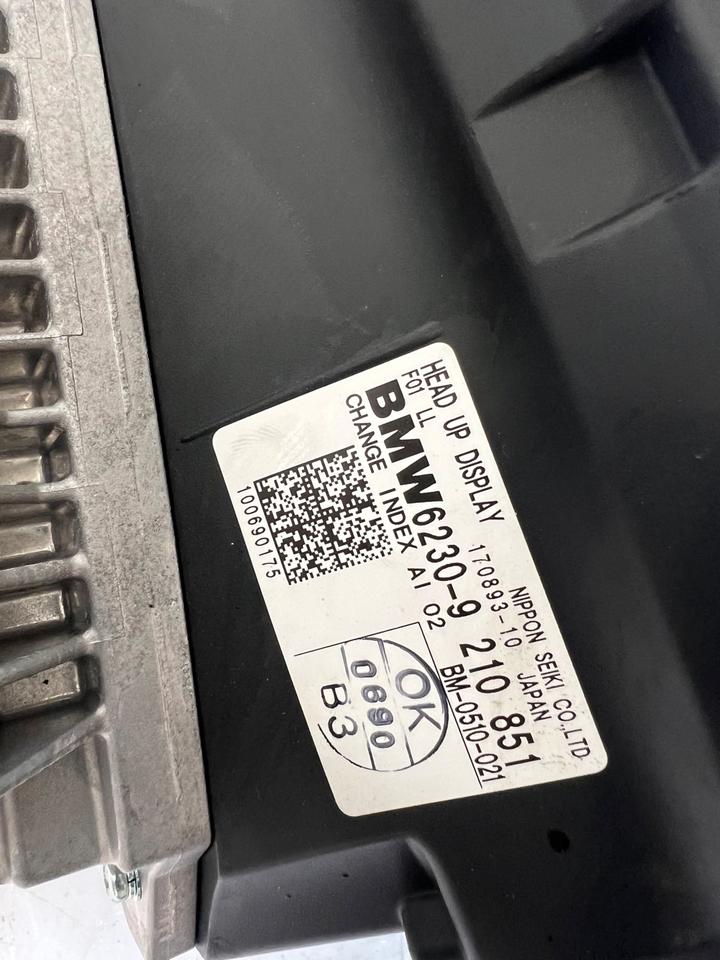 HEAD UP DISPLAY
F01 LL
NIPPON SEIKI CO.,LTD
170893-10 JAPAN
BMW6230-9 210 851
CHANGE INDEX AI 02
BM-0510-021
100690175
OK
0690
B3